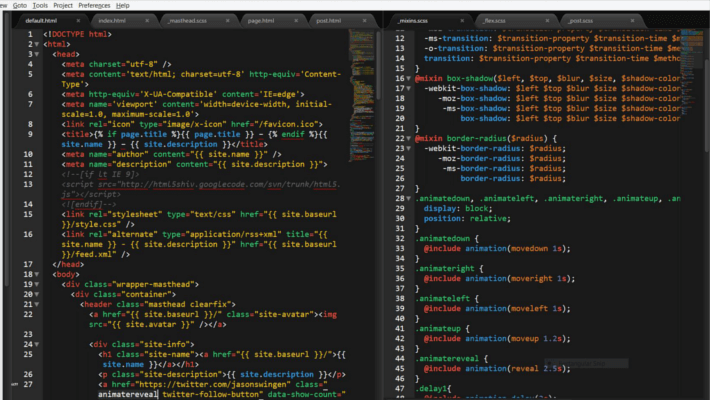 ew Goto Tools Project Preferences Help
default.html index.html _masthead.scss page.html post.html
1 <!DOCTYPE html>
2 <html>
3 <head>
4 <meta charset="utf-8" />
5 <meta content='text/html; charset=utf-8' http-equiv='Content-
Type'>
6 <meta http-equiv='X-UA-Compatible' content='IE=edge'>
7 <meta name='viewport' content='width=device-width, initial-
scale=1.0, maximum-scale=1.0'>
8 <link rel="icon" type="image/x-icon" href="/favicon.ico">
9 <title>{% if page.title %}{{ page.title }} – {% endif %}{{
site.name }} – {{ site.description }}</title>
10 <meta name="author" content="{{ site.name }}" />
11 <meta name="description" content="{{ site.description }}">
12 <!--[if lt IE 9]>
13 <script src="http://html5shiv.googlecode.com/svn/trunk/html5.
js"></script>
14 <![endif]-->
15 <link rel="stylesheet" type="text/css" href="{{ site.baseurl
}}/style.css" />
16 <link rel="alternate" type="application/rss+xml" title="{{
site.name }} - {{ site.description }}" href="{{ site.baseurl
}}/feed.xml" />
17 </head>
18 <body>
19 <div class="wrapper-masthead">
20 <div class="container">
21 <header class="masthead clearfix">
22 <a href="{{ site.baseurl }}/" class="site-avatar"><img
src="{{ site.avatar }}" /></a>
23
24 <div class="site-info">
25 <h1 class="site-name"><a href="{{ site.baseurl }}/">{{
site.name }}</a></h1>
26 <p class="site-description">{{ site.description }}</p>
27 <a href="https://twitter.com/jasonswingen" class="
animatereveal twitter-follow-button" data-show-count="
_mixins.scss _flex.scss _post.scss
-ms-transition: $transition-property $transition-time $me
13 -o-transition: $transition-property $transition-time $met
14 transition: $transition-property $transition-time $metho
15 }
16 @mixin box-shadow($left, $top, $blur, $size, $shadow-color
17 -webkit-box-shadow: $left $top $blur $size $shadow-color
18 -moz-box-shadow: $left $top $blur $size $shadow-color
19 -ms-box-shadow: $left $top $blur $size $shadow-color
20 box-shadow: $left $top $blur $size $shadow-color
21 }
22 @mixin border-radius($radius) {
23 -webkit-border-radius: $radius;
24 -moz-border-radius: $radius;
25 -ms-border-radius: $radius;
26 border-radius: $radius;
27 }
28 .animatedown, .animateleft, .animateright, .animateup, .an
29 display: block;
30 position: relative;
31 }
32 .animatedown {
33 @include animation(movedown 1s);
34 }
35 .animateright {
36 @include animation(moveright 1s);
37 }
38 .animateleft {
39 @include animation(moveleft 1s);
40 }
41 .animateup {
42 @include animation(moveup 1.2s);
43 }
44 .animatereveal {
45 @include animation(reveal 2.5s);
46 }
47 .delay1{